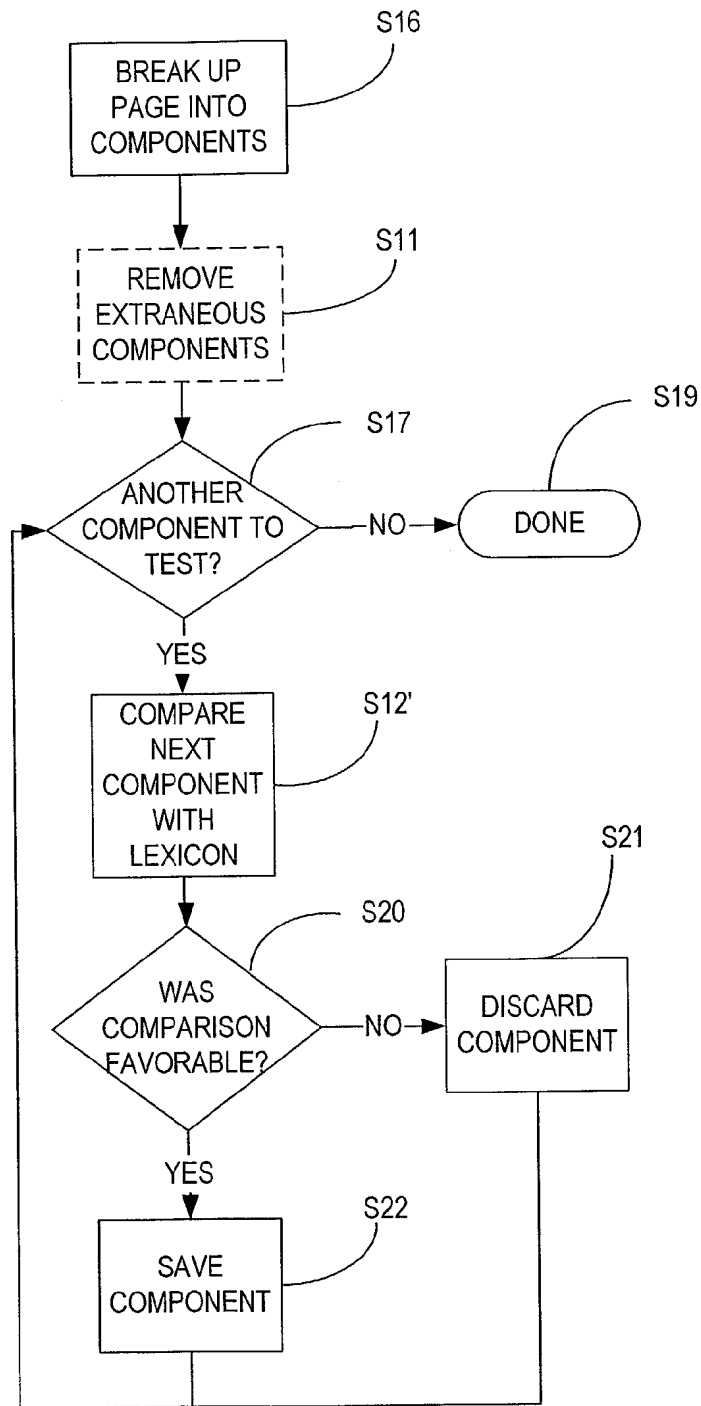 S16
BREAK UP
PAGE INTO
COMPONENTS
S11
REMOVE
EXTRANEOUS
COMPONENTS
S17
S19
ANOTHER
COMPONENT TO
TEST?
NO
DONE
YES
S12'
COMPARE
NEXT
COMPONENT
WITH
LEXICON
S21
S20
WAS
COMPARISON
FAVORABLE?
NO
DISCARD
COMPONENT
YES
S22
SAVE
COMPONENT